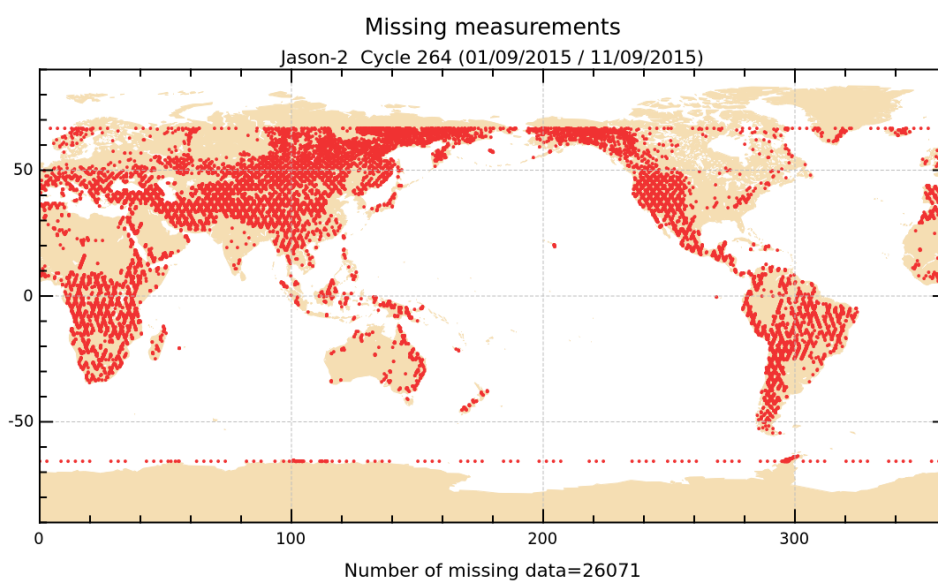 Missing measurements
Jason-2  Cycle 264 (01/09/2015 / 11/09/2015)
50
0
-50
0 100 200 300
Number of missing data=26071